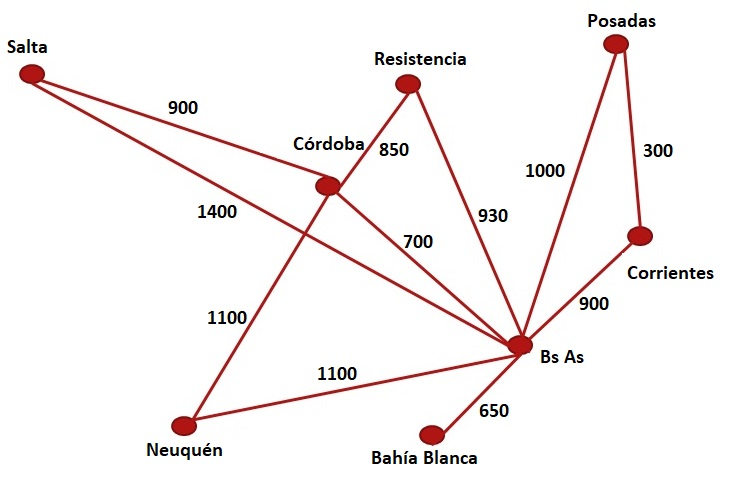 Posadas
Salta
Resistencia
900
Córdoba
850
300
1000
1400
930
700
Corrientes
900
1100
Bs As
1100
650
Neuquén
Bahía Blanca